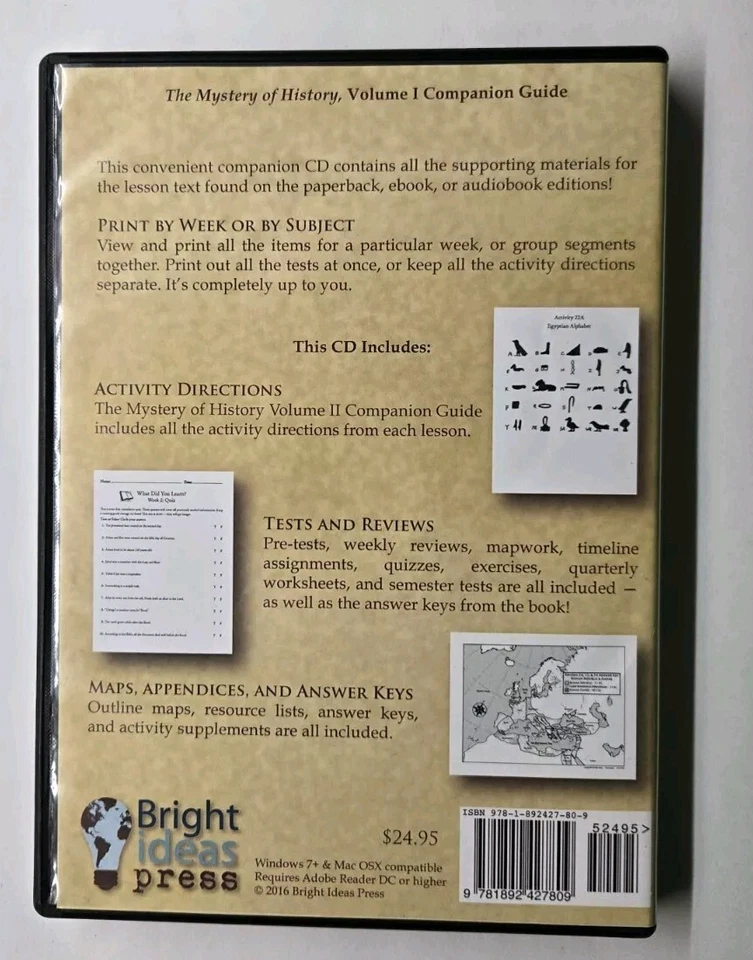 The Mystery of History, Volume I Companion Guide
This convenient companion CD contains all the supporting materials for
the lesson text found on the paperback, ebook, or audiobook editions!
PRINT BY WEEK OR BY SUBJECT
View and print all the items for a particular week, or group segments
together. Print out all the tests at once, or keep all the activity directions
separate. It's completely up to you.
Activity 22A
Egyptian Alphabet
This CD Includes:
ACTIVITY DIRECTIONS
The Mystery of History Volume II Companion Guide
includes all the activity directions from each lesson.
What Did You Learn?
Week 2: Quiz
TESTS AND REVIEWS
Pre-tests, weekly reviews, mapwork, timeline
assignments, quizzes, exercises, quarterly
worksheets, and semester tests are all included —
as well as the answer keys from the book!
MAPS, APPENDICES, AND ANSWER KEYS
Outline maps, resource lists, answer keys,
and activity supplements are all included.
Bright
ideas
press
$24.95
Windows 7+ & Mac OSX compatible
Requires Adobe Reader DC or higher
© 2016 Bright Ideas Press
ISBN 978-1-892427-80-9
52495>
9 781892 427809